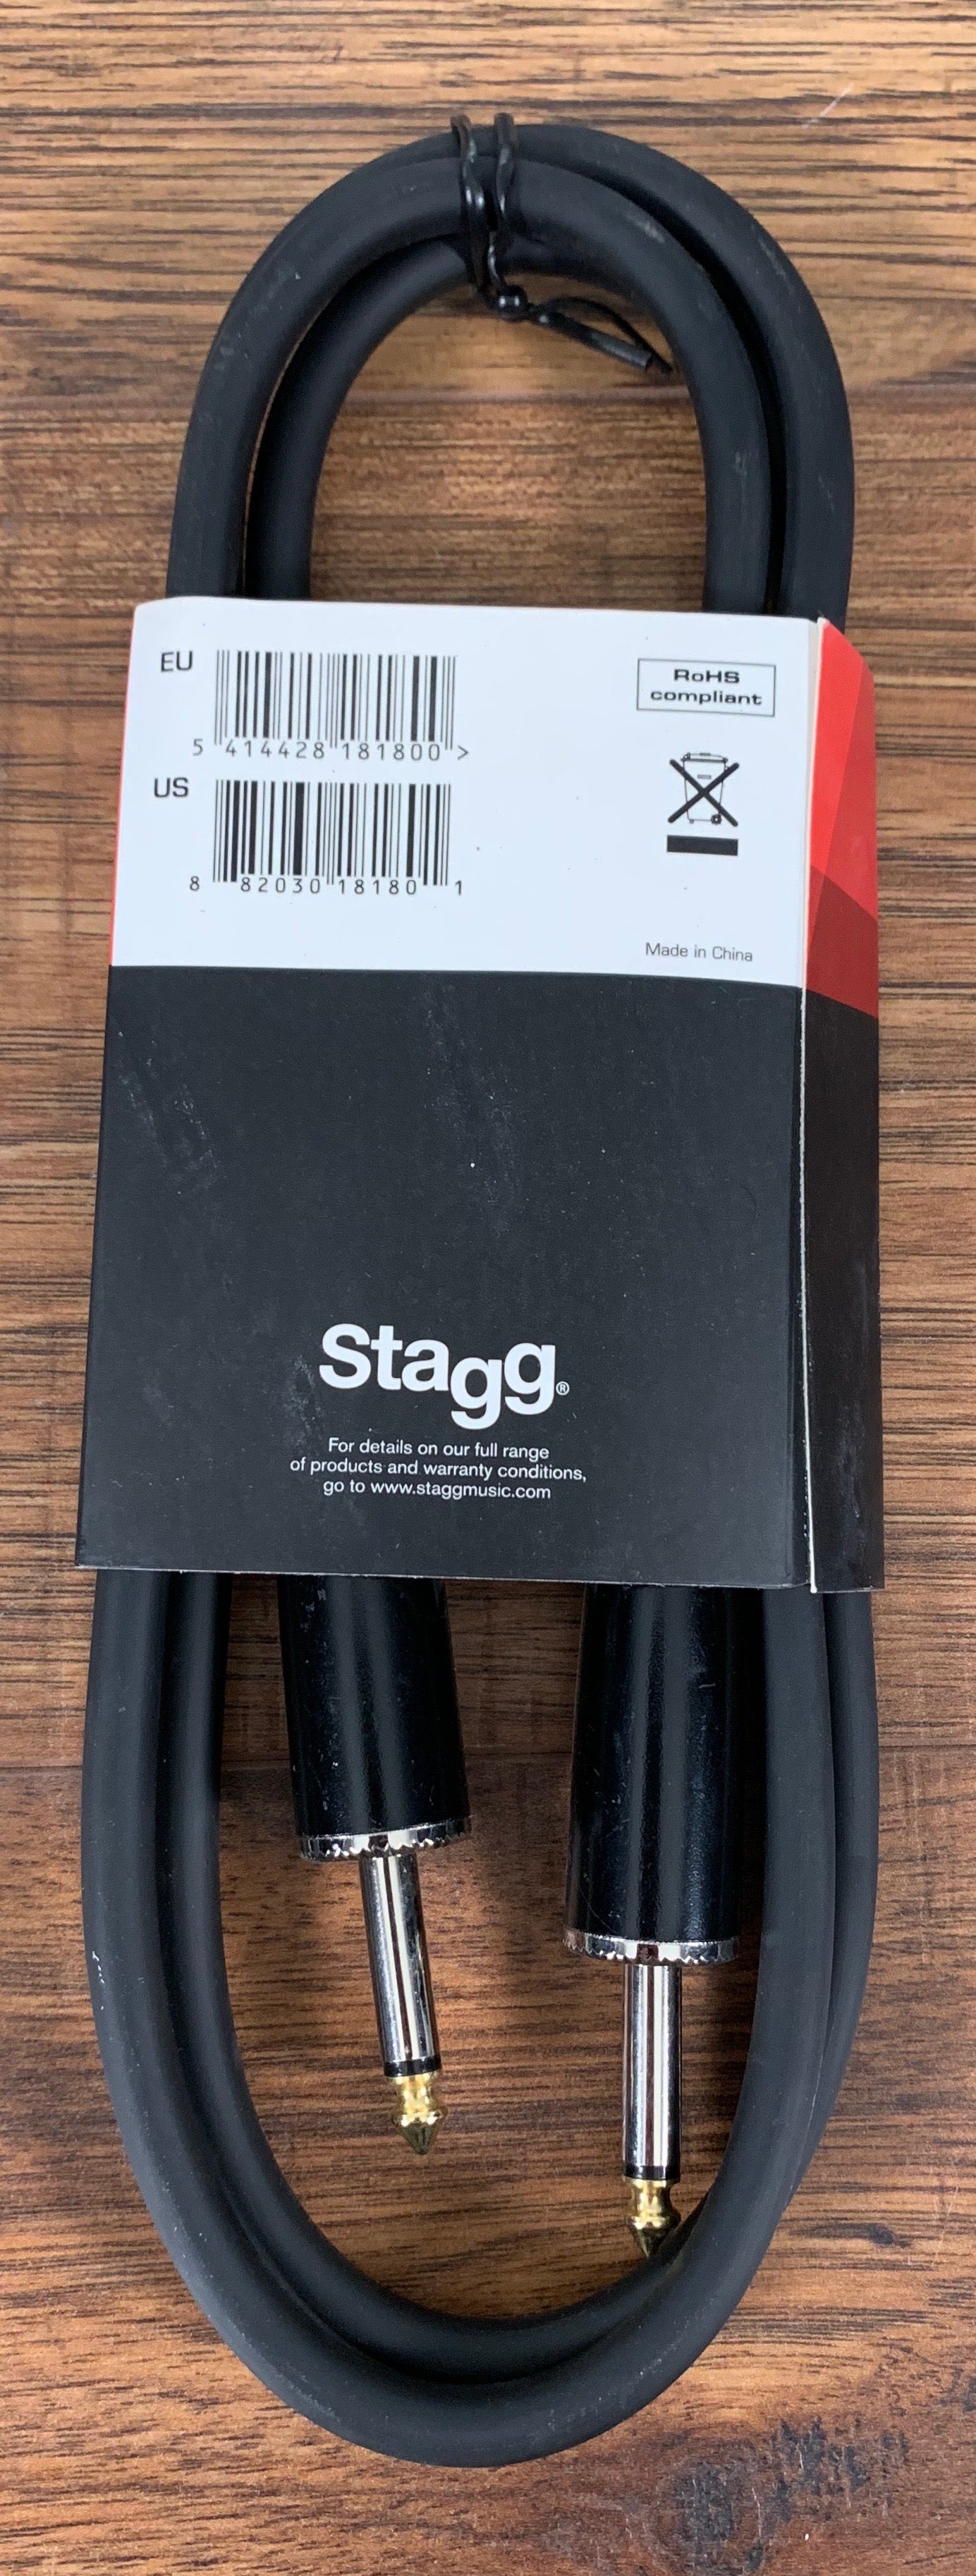 EU
5 414428 181800 >
US
8 82030 18180 1
RoHS
compliant
Made in China
Stagg®
For details on our full range
of products and warranty conditions,
go to www.staggmusic.com